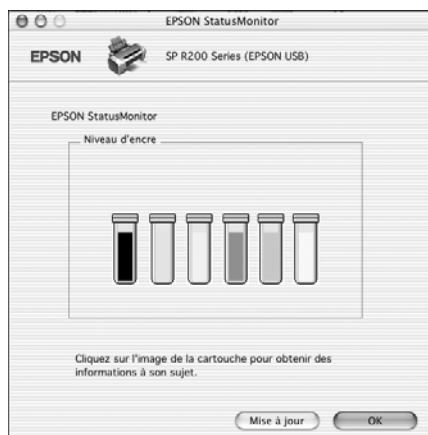 EPSON StatusMonitor
EPSON
SP R200 Series (EPSON USB)
EPSON StatusMonitor
Niveau d'encre
Cliquez sur l'image de la cartouche pour obtenir des
informations à son sujet.
Mise à jour
OK